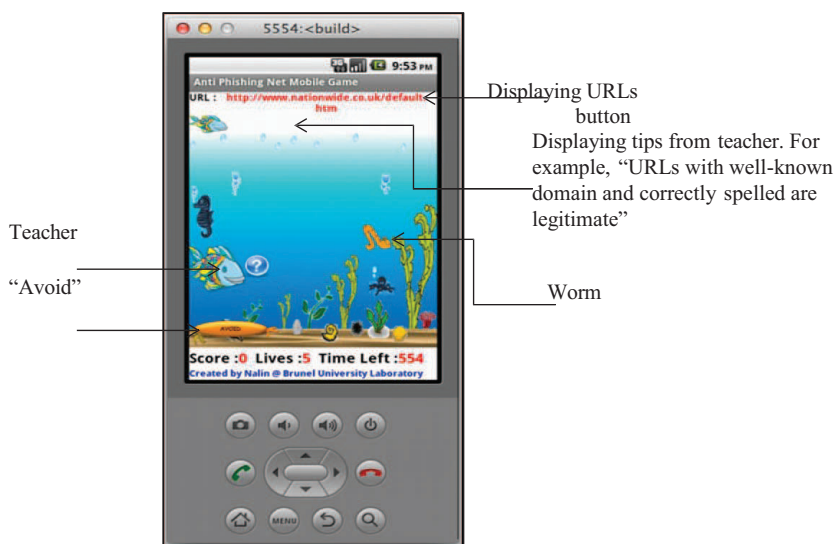 5554:<build>
3G
9:53 PM
Anti Phishing Net Mobile Game
URL : http://www.nationwide.co.uk/default
htm
Displaying URLs
button
Displaying tips from teacher. For
example, “URLs with well-known
domain and correctly spelled are
legitimate”
Teacher
?
“Avoid”
Worm
AVOID
Score :0 Lives :5 Time Left :554
Created by Nalin @ Brunel University Laboratory
MENU